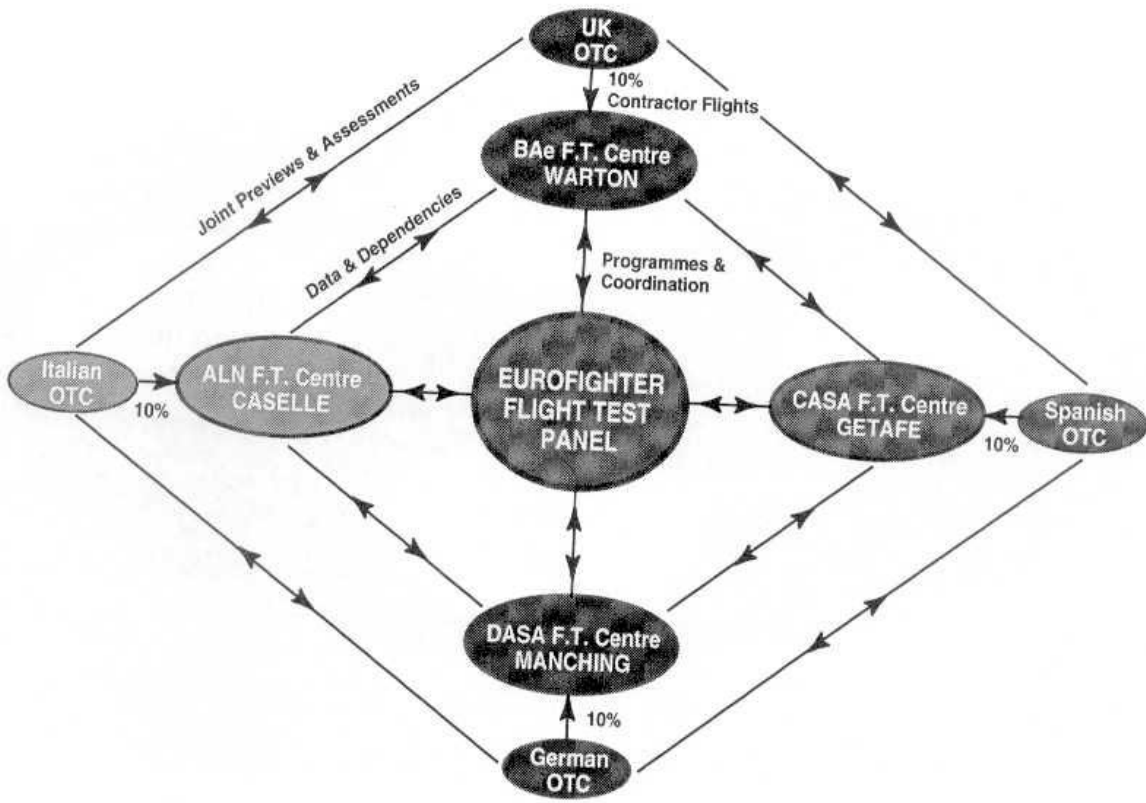 UK
OTC
10%
Contractor Flights
BAe F.T. Centre
WARTON
Joint Previews & Assessments
Data & Dependencies
Programmes &
Coordination
Italian
OTC
10%
ALN F.T. Centre
CASELLE
EUROFIGHTER
FLIGHT TEST
PANEL
CASA F.T. Centre
GETAFE
10%
Spanish
OTC
DASA F.T. Centre
MANCHING
10%
German
OTC